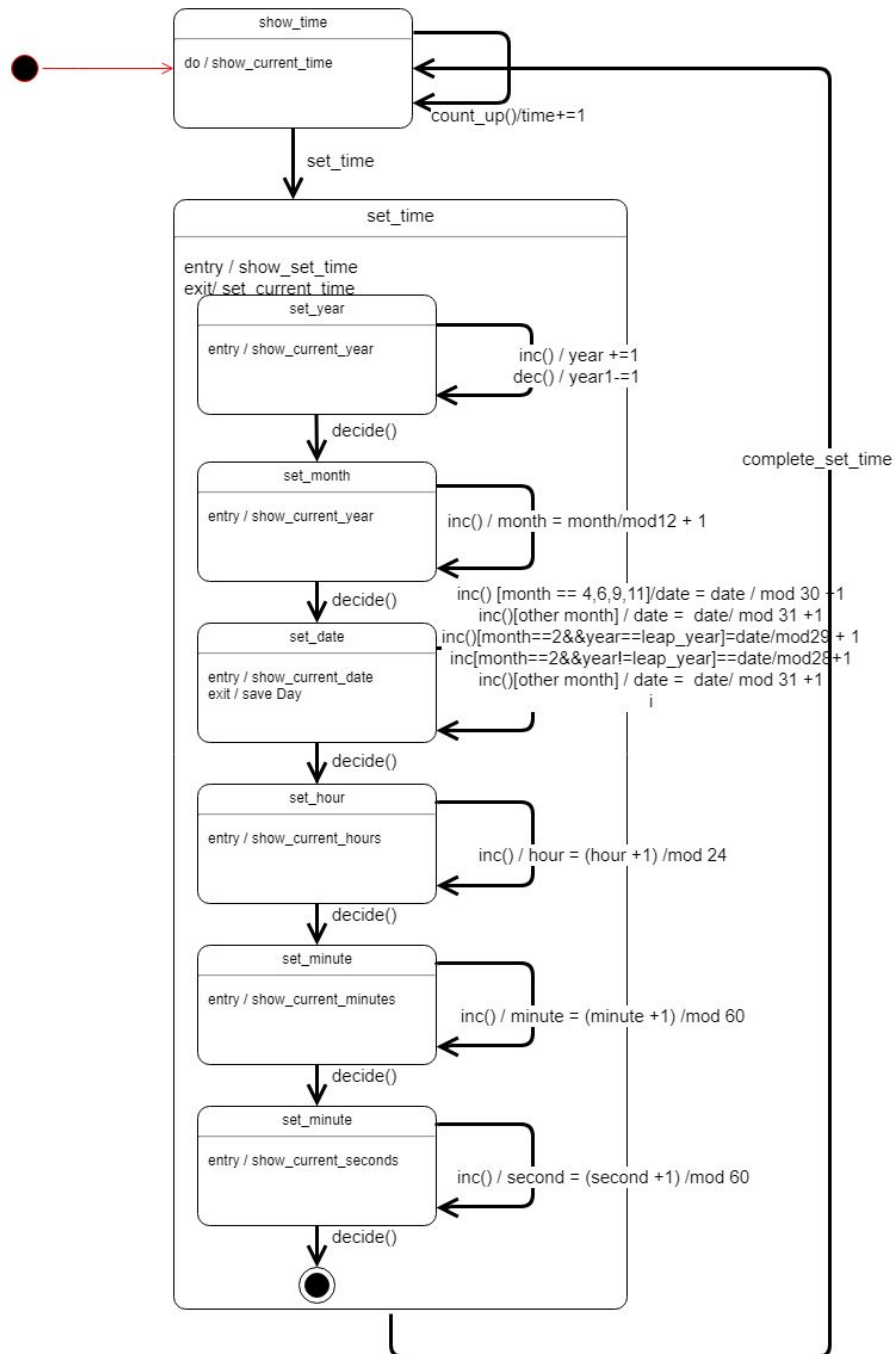 show_time
do / show_current_time
count_up()/time+=1
set_time
set_time
entry / show_set_time
exit/ set_current_time
set_year
entry / show_current_year
inc() / year +=1
dec() / year1-=1
decide()
complete_set_time
set_month
entry / show_current_year
inc() / month = month/mod12 + 1
decide()
inc() [month == 4,6,9,11]/date = date / mod 30 +1
inc()[other month] / date = date/ mod 31 +1
inc()[month==2&&year==leap_year]=date/mod29 + 1
inc[month==2&&year!=leap_year]==date/mod28+1
inc()[other month] / date = date/ mod 31 +1
i
set_date
entry / show_current_date
exit / save Day
decide()
set_hour
entry / show_current_hours
inc() / hour = (hour +1) /mod 24
decide()
set_minute
entry / show_current_minutes
inc() / minute = (minute +1) /mod 60
decide()
set_minute
entry / show_current_seconds
inc() / second = (second +1) /mod 60
decide()